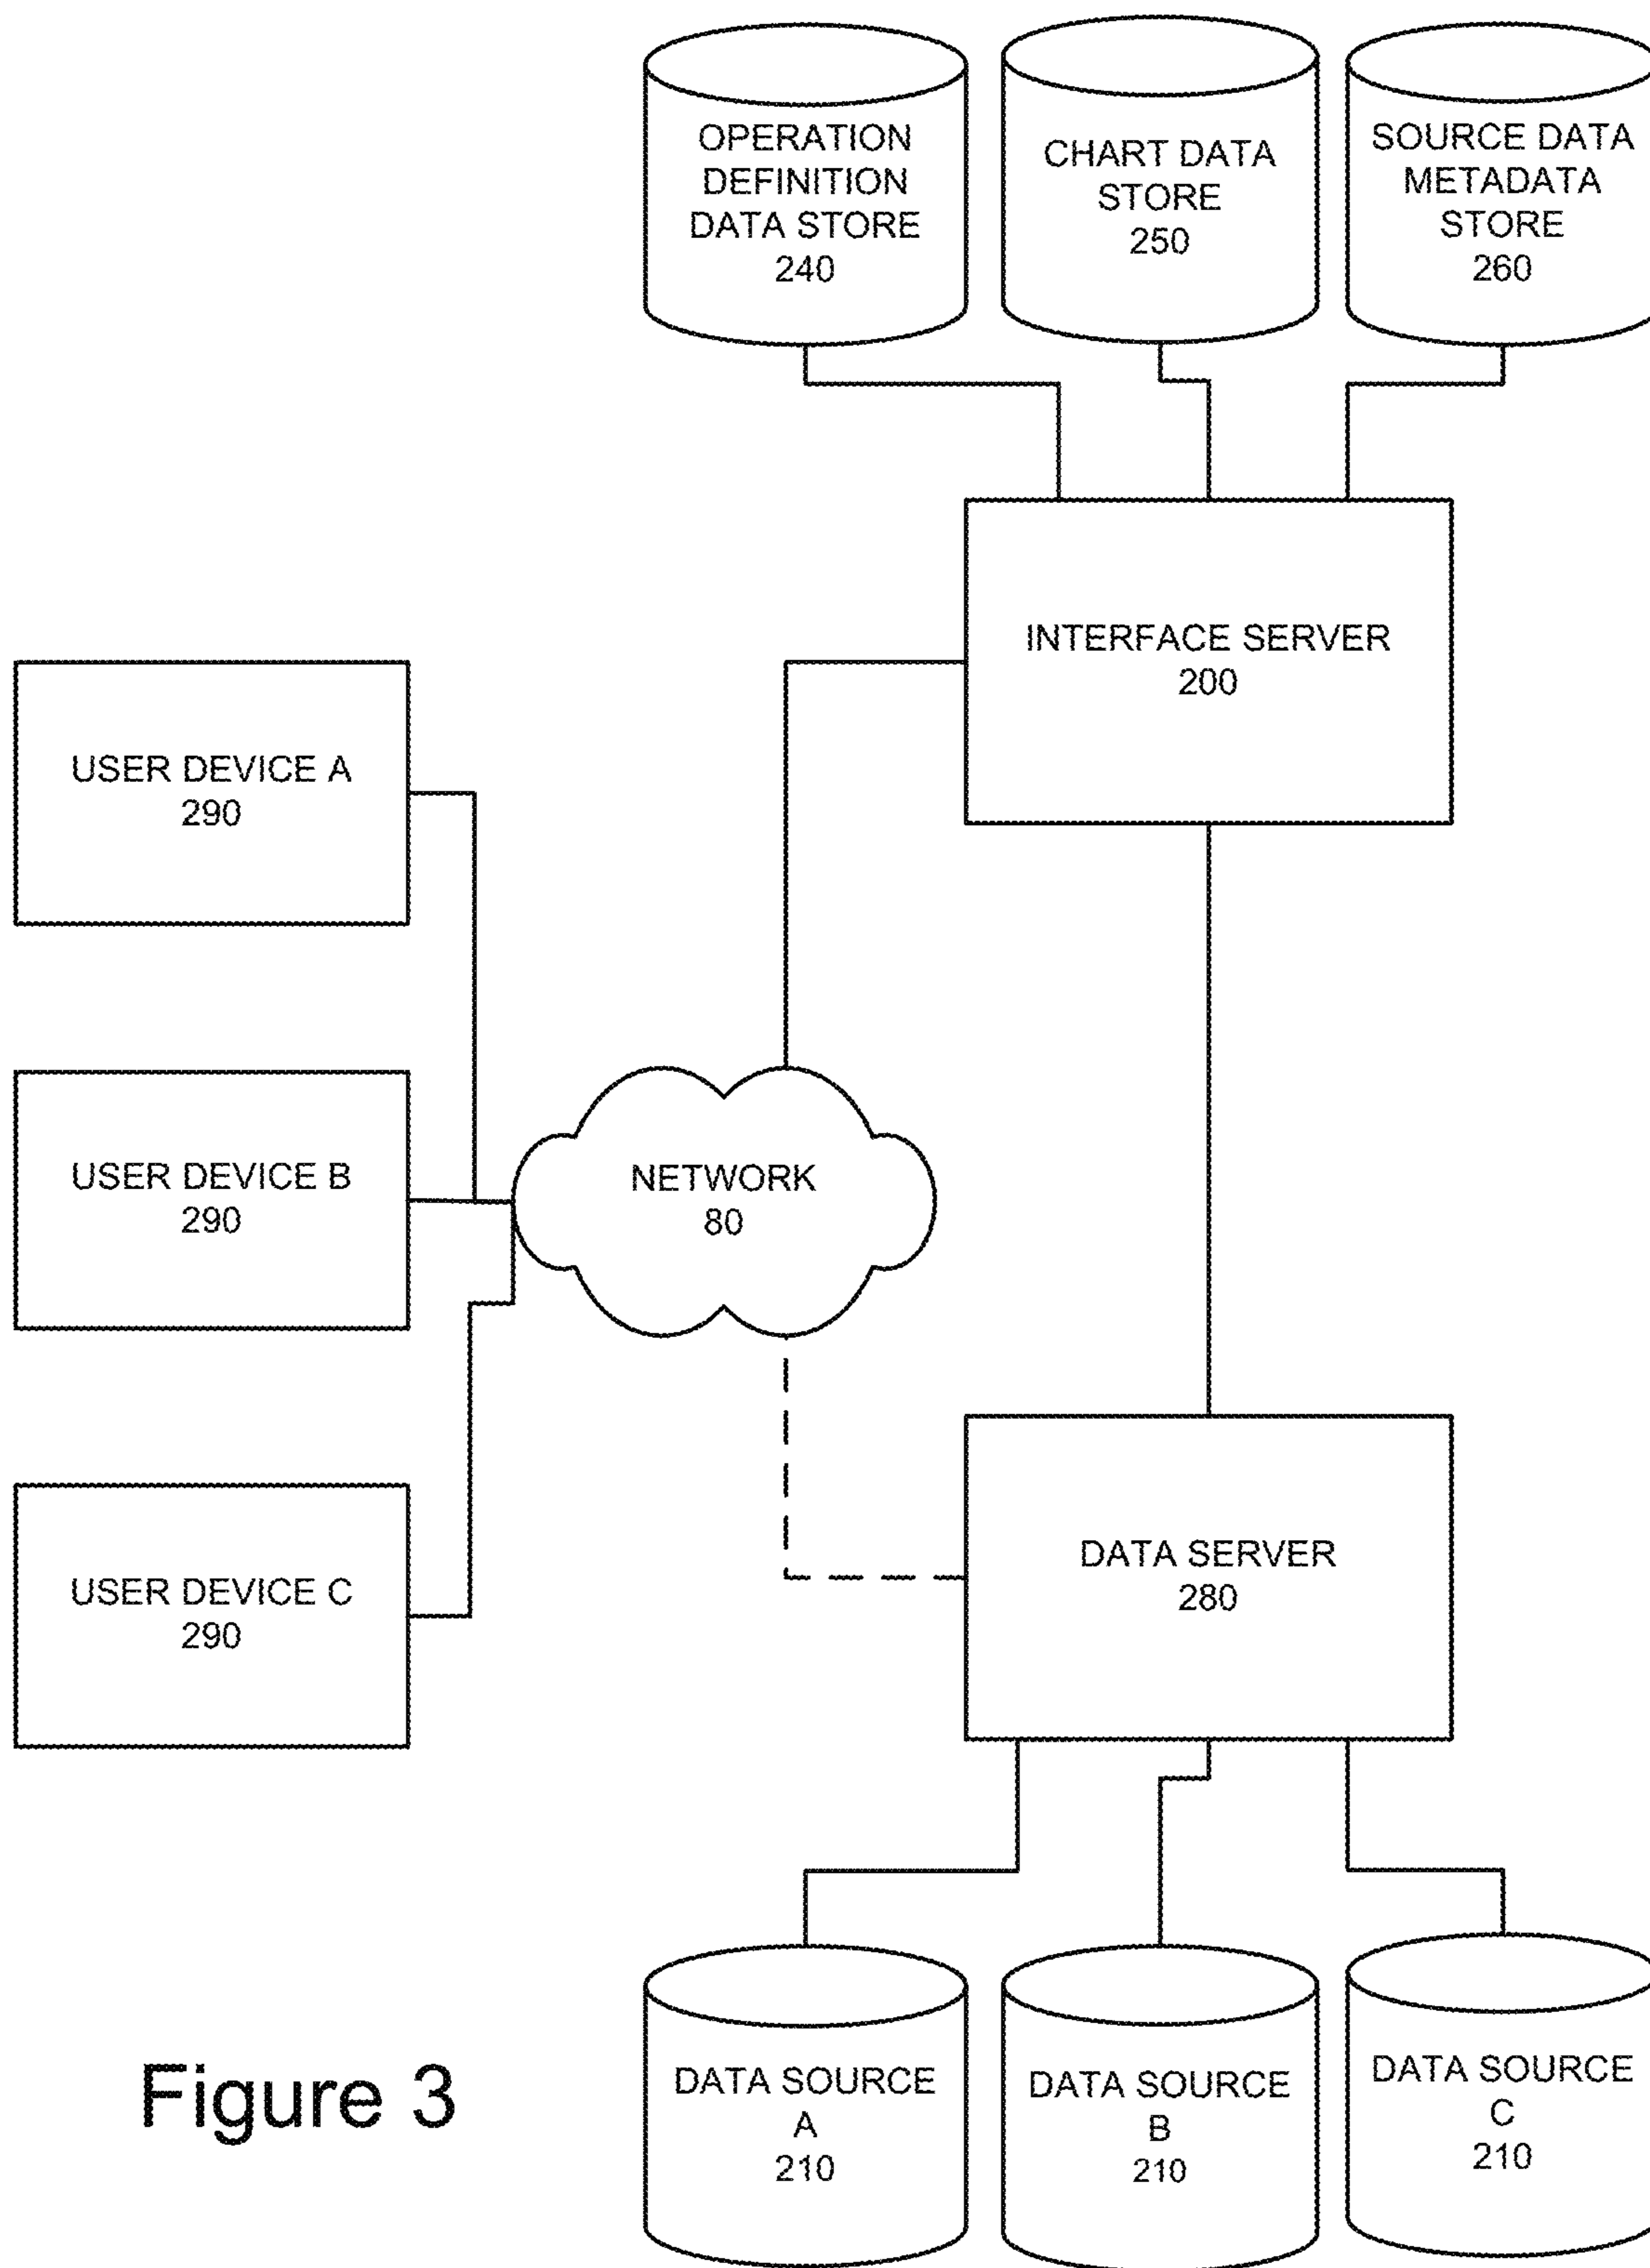 OPERATION
DEFINITION
DATA STORE
240
CHART DATA
STORE
250
SOURCE DATA
METADATA
STORE
260
INTERFACE SERVER
200
USER DEVICE A
290
USER DEVICE B
290
NETWORK
80
USER DEVICE C
290
DATA SERVER
280
DATA SOURCE
A
210
DATA SOURCE
B
210
DATA SOURCE
C
210
Figure 3